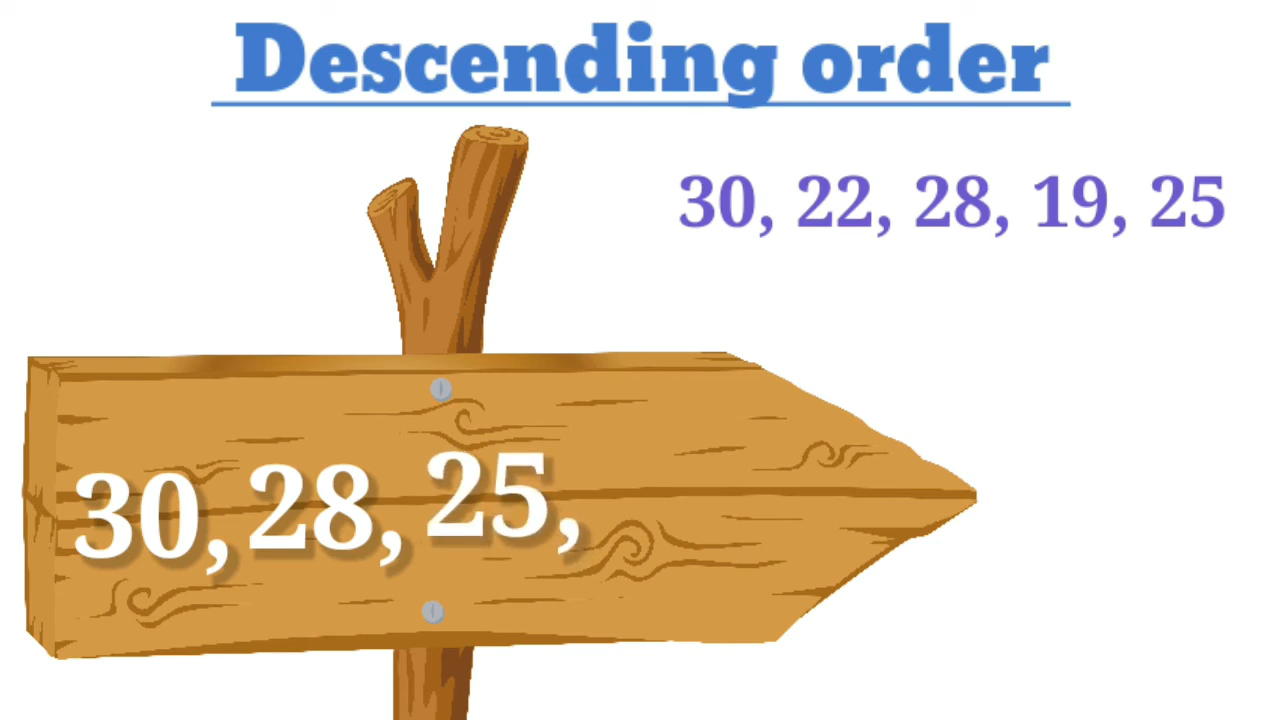 Descending order
30, 22, 28, 19, 25
30, 28, 25,